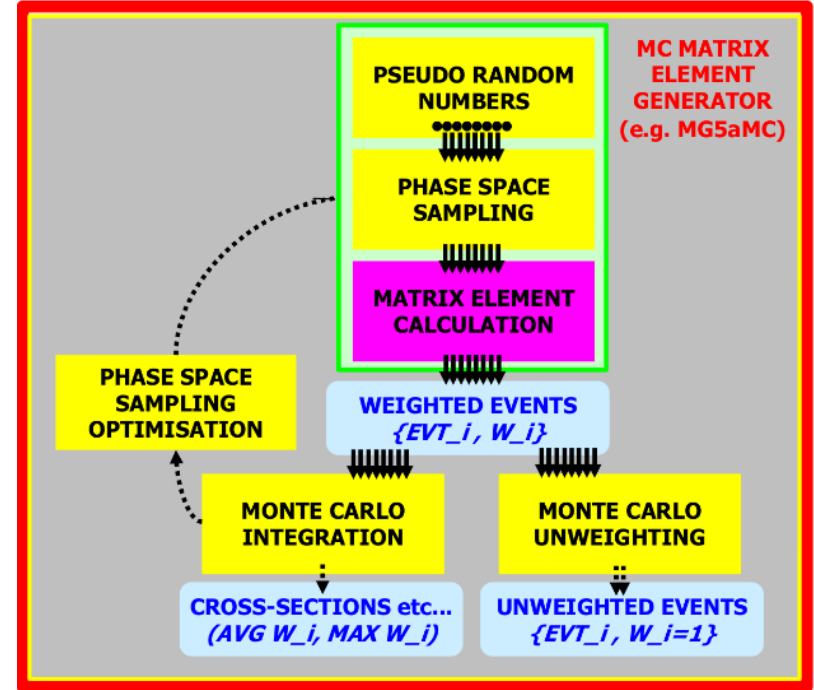 PSEUDO RANDOM
NUMBERS
MC MATRIX
ELEMENT
GENERATOR
(e.g. MG5aMC)
PHASE SPACE
SAMPLING
MATRIX ELEMENT
CALCULATION
PHASE SPACE
SAMPLING
OPTIMISATION
WEIGHTED EVENTS
{EVT_i , W_i}
MONTE CARLO
INTEGRATION
MONTE CARLO
UNWEIGHTING
CROSS-SECTIONS etc...
(AVG W_i, MAX W_i)
UNWEIGHTED EVENTS
{EVT_i , W_i=1}